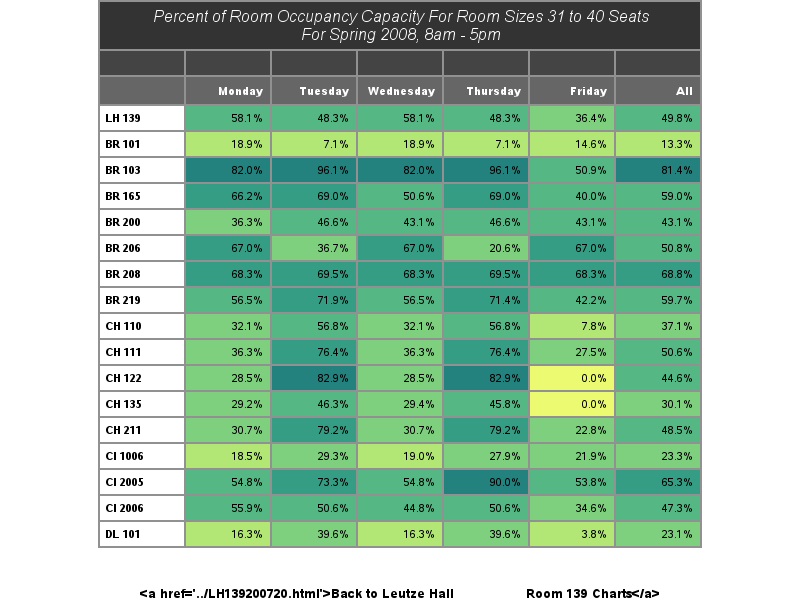 Percent of Room Occupancy Capacity For Room Sizes 31 to 40 Seats
For Spring 2008, 8am - 5pm
Monday Tuesday Wednesday Thursday Friday All
LH 139 58.1% 48.3% 58.1% 48.3% 36.4% 49.8%
BR 101 18.9% 7.1% 18.9% 7.1% 14.6% 13.3%
BR 103 82.0% 96.1% 82.0% 96.1% 50.9% 81.4%
BR 165 66.2% 69.0% 50.6% 69.0% 40.0% 59.0%
BR 200 36.3% 46.6% 43.1% 46.6% 43.1% 43.1%
BR 206 67.0% 36.7% 67.0% 20.6% 67.0% 50.8%
BR 208 68.3% 69.5% 68.3% 69.5% 68.3% 68.8%
BR 219 56.5% 71.9% 56.5% 71.4% 42.2% 59.7%
CH 110 32.1% 56.8% 32.1% 56.8% 7.8% 37.1%
CH 111 36.3% 76.4% 36.3% 76.4% 27.5% 50.6%
CH 122 28.5% 82.9% 28.5% 82.9% 0.0% 44.6%
CH 135 29.2% 46.3% 29.4% 45.8% 0.0% 30.1%
CH 211 30.7% 79.2% 30.7% 79.2% 22.8% 48.5%
CI 1006 18.5% 29.3% 19.0% 27.9% 21.9% 23.3%
CI 2005 54.8% 73.3% 54.8% 90.0% 53.8% 65.3%
CI 2006 55.9% 50.6% 44.8% 50.6% 34.6% 47.3%
DL 101 16.3% 39.6% 16.3% 39.6% 3.8% 23.1%
<a href='../LH139200720.html'>Back to Leutze Hall Room 139 Charts</a>